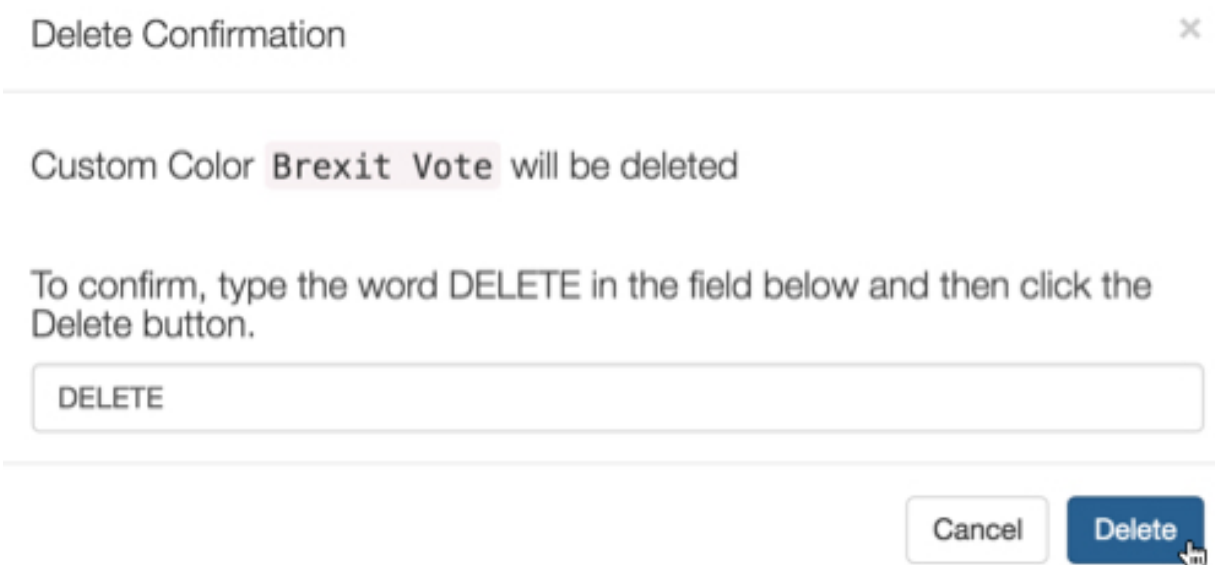 Delete Confirmation
×
Custom Color Brexit Vote will be deleted
To confirm, type the word DELETE in the field below and then click the
Delete button.
DELETE
Cancel Delete